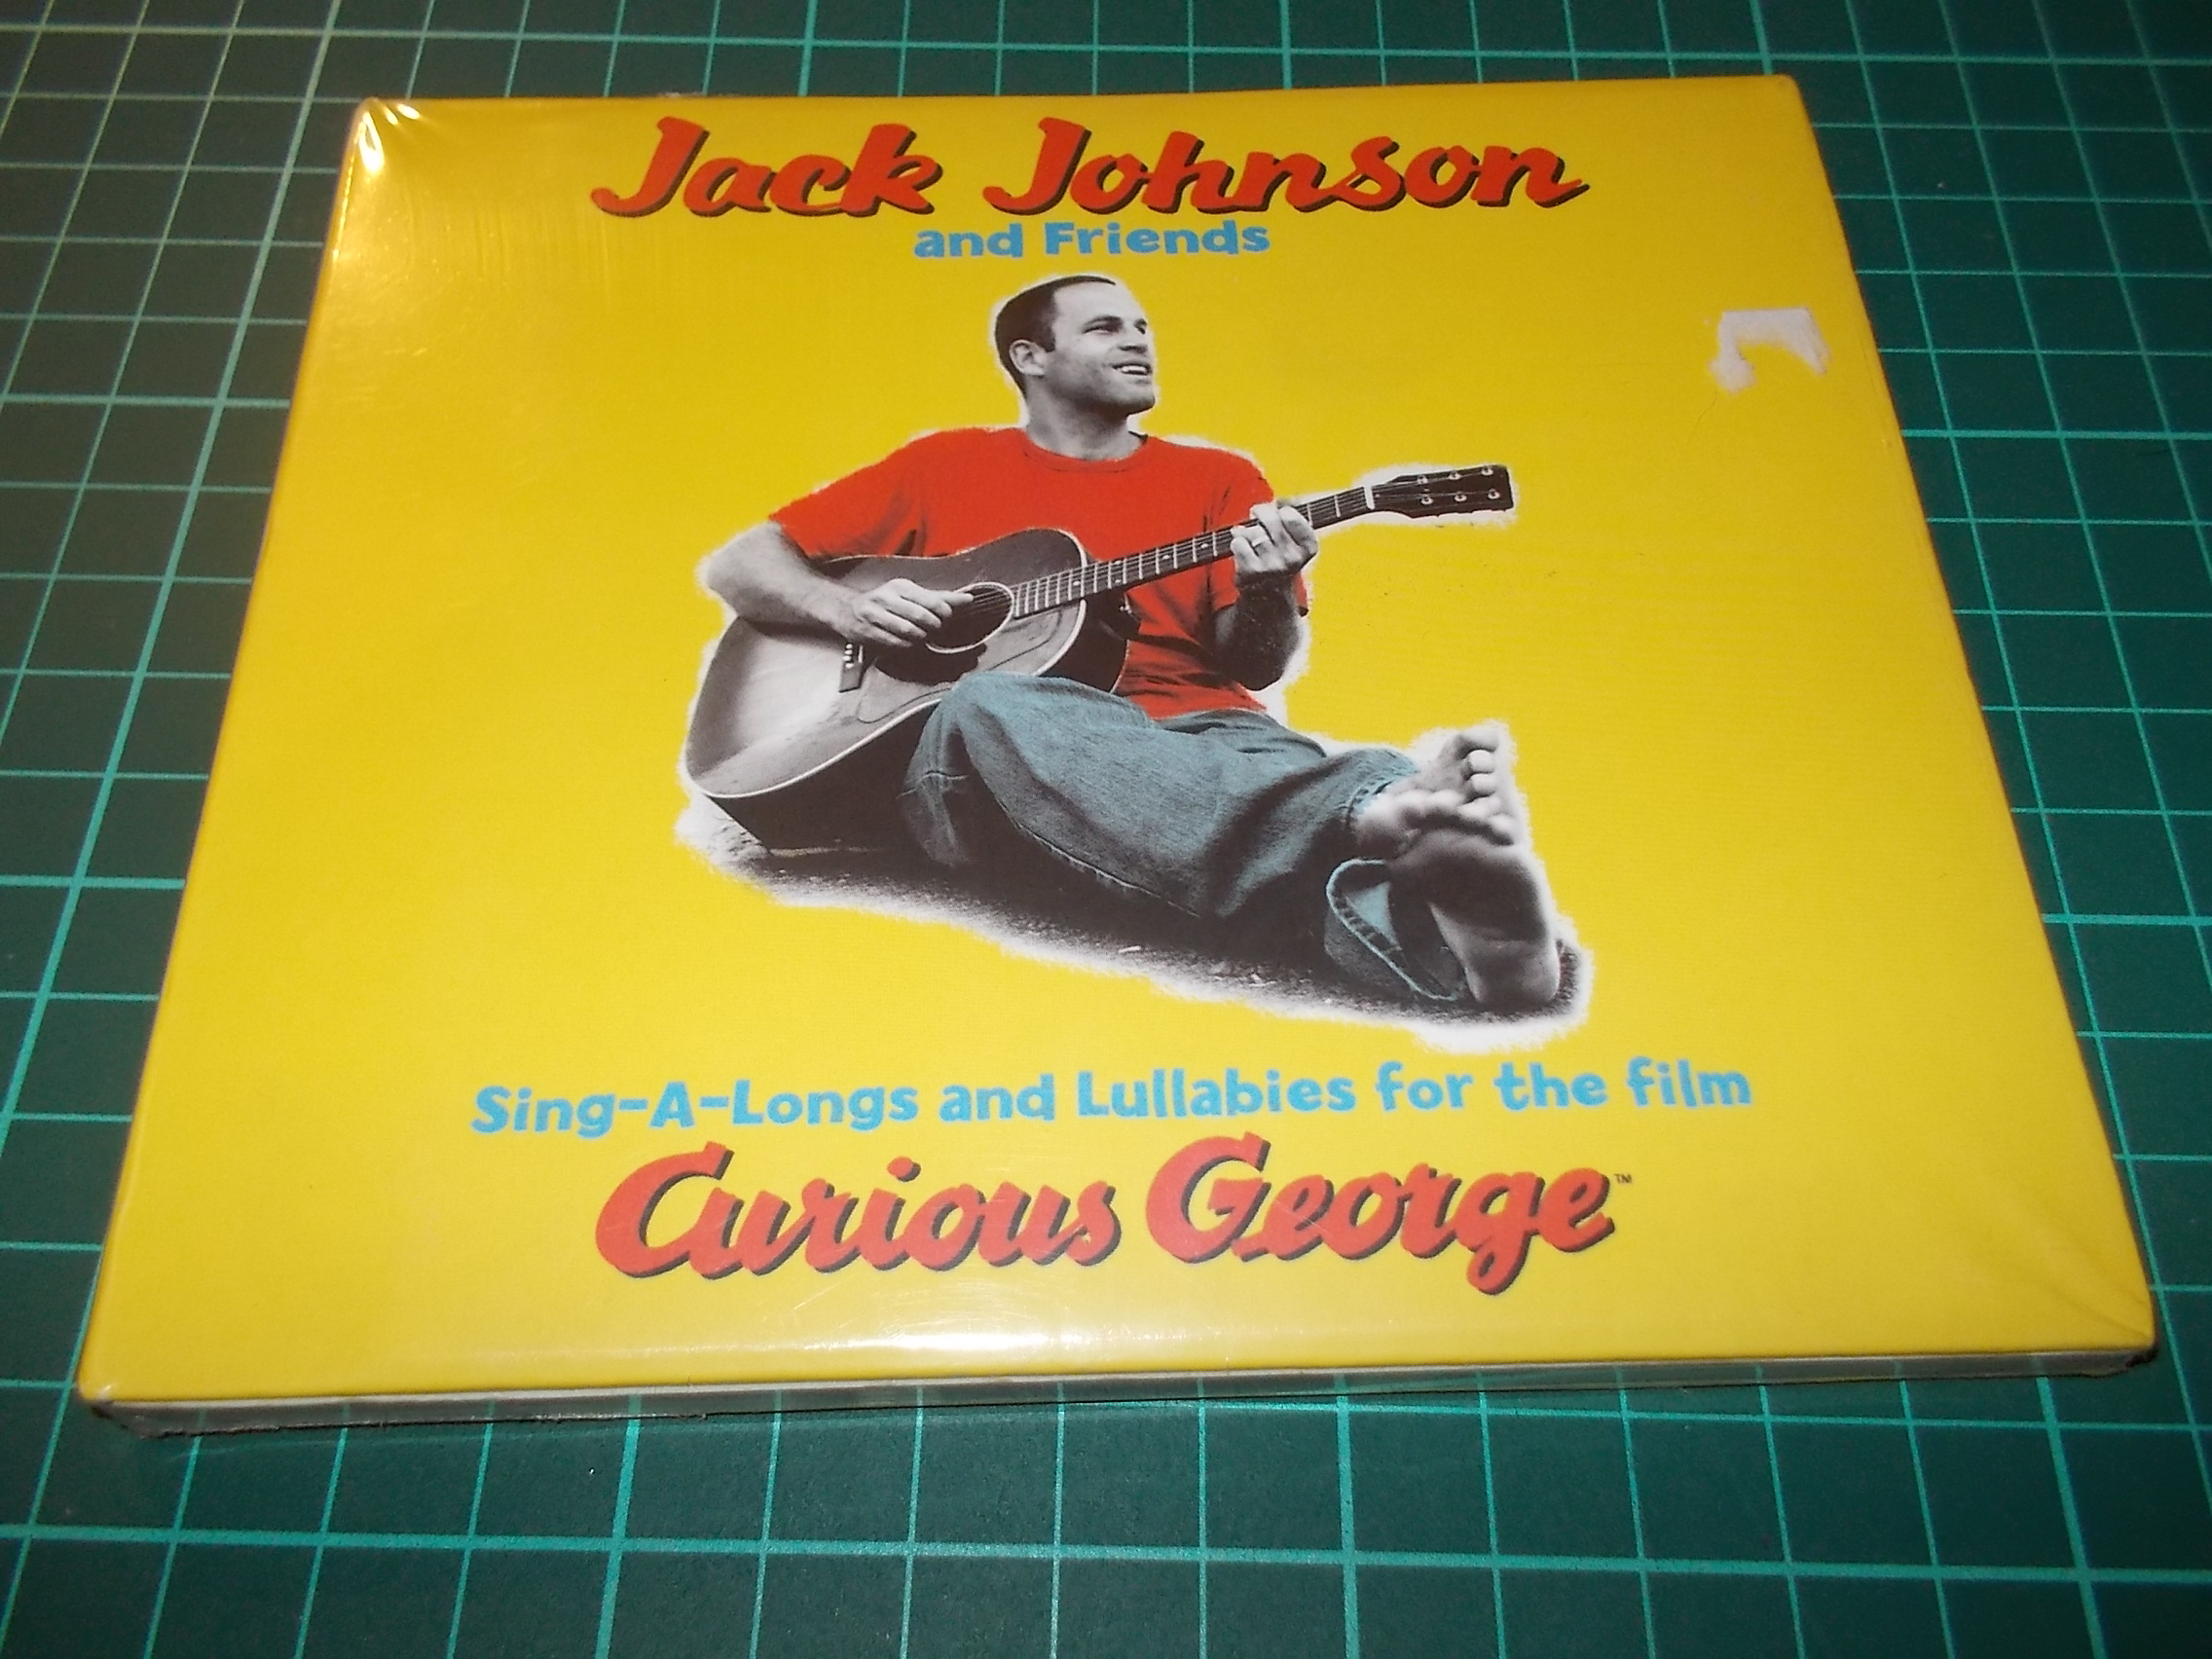 Jack Johnson
and Friends
Sing-A-Longs and Lullabies for the film
Curious George™